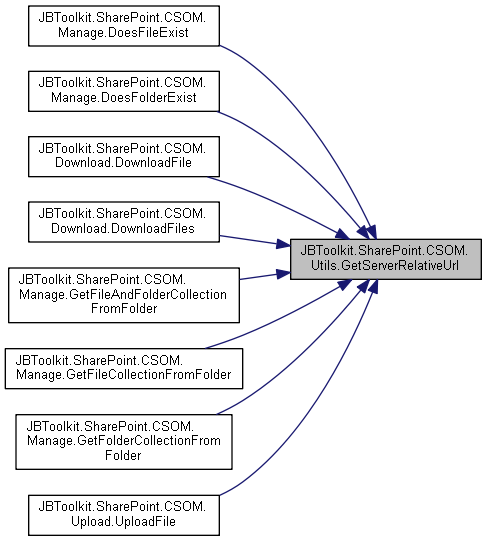 JBToolkit.SharePoint.CSOM.
Manage.DoesFileExist
JBToolkit.SharePoint.CSOM.
Manage.DoesFolderExist
JBToolkit.SharePoint.CSOM.
Download.DownloadFile
JBToolkit.SharePoint.CSOM.
Download.DownloadFiles
JBToolkit.SharePoint.CSOM.
Utils.GetServerRelativeUrl
JBToolkit.SharePoint.CSOM.
Manage.GetFileAndFolderCollection
FromFolder
JBToolkit.SharePoint.CSOM.
Manage.GetFileCollectionFromFolder
JBToolkit.SharePoint.CSOM.
Manage.GetFolderCollectionFrom
Folder
JBToolkit.SharePoint.CSOM.
Upload.UploadFile